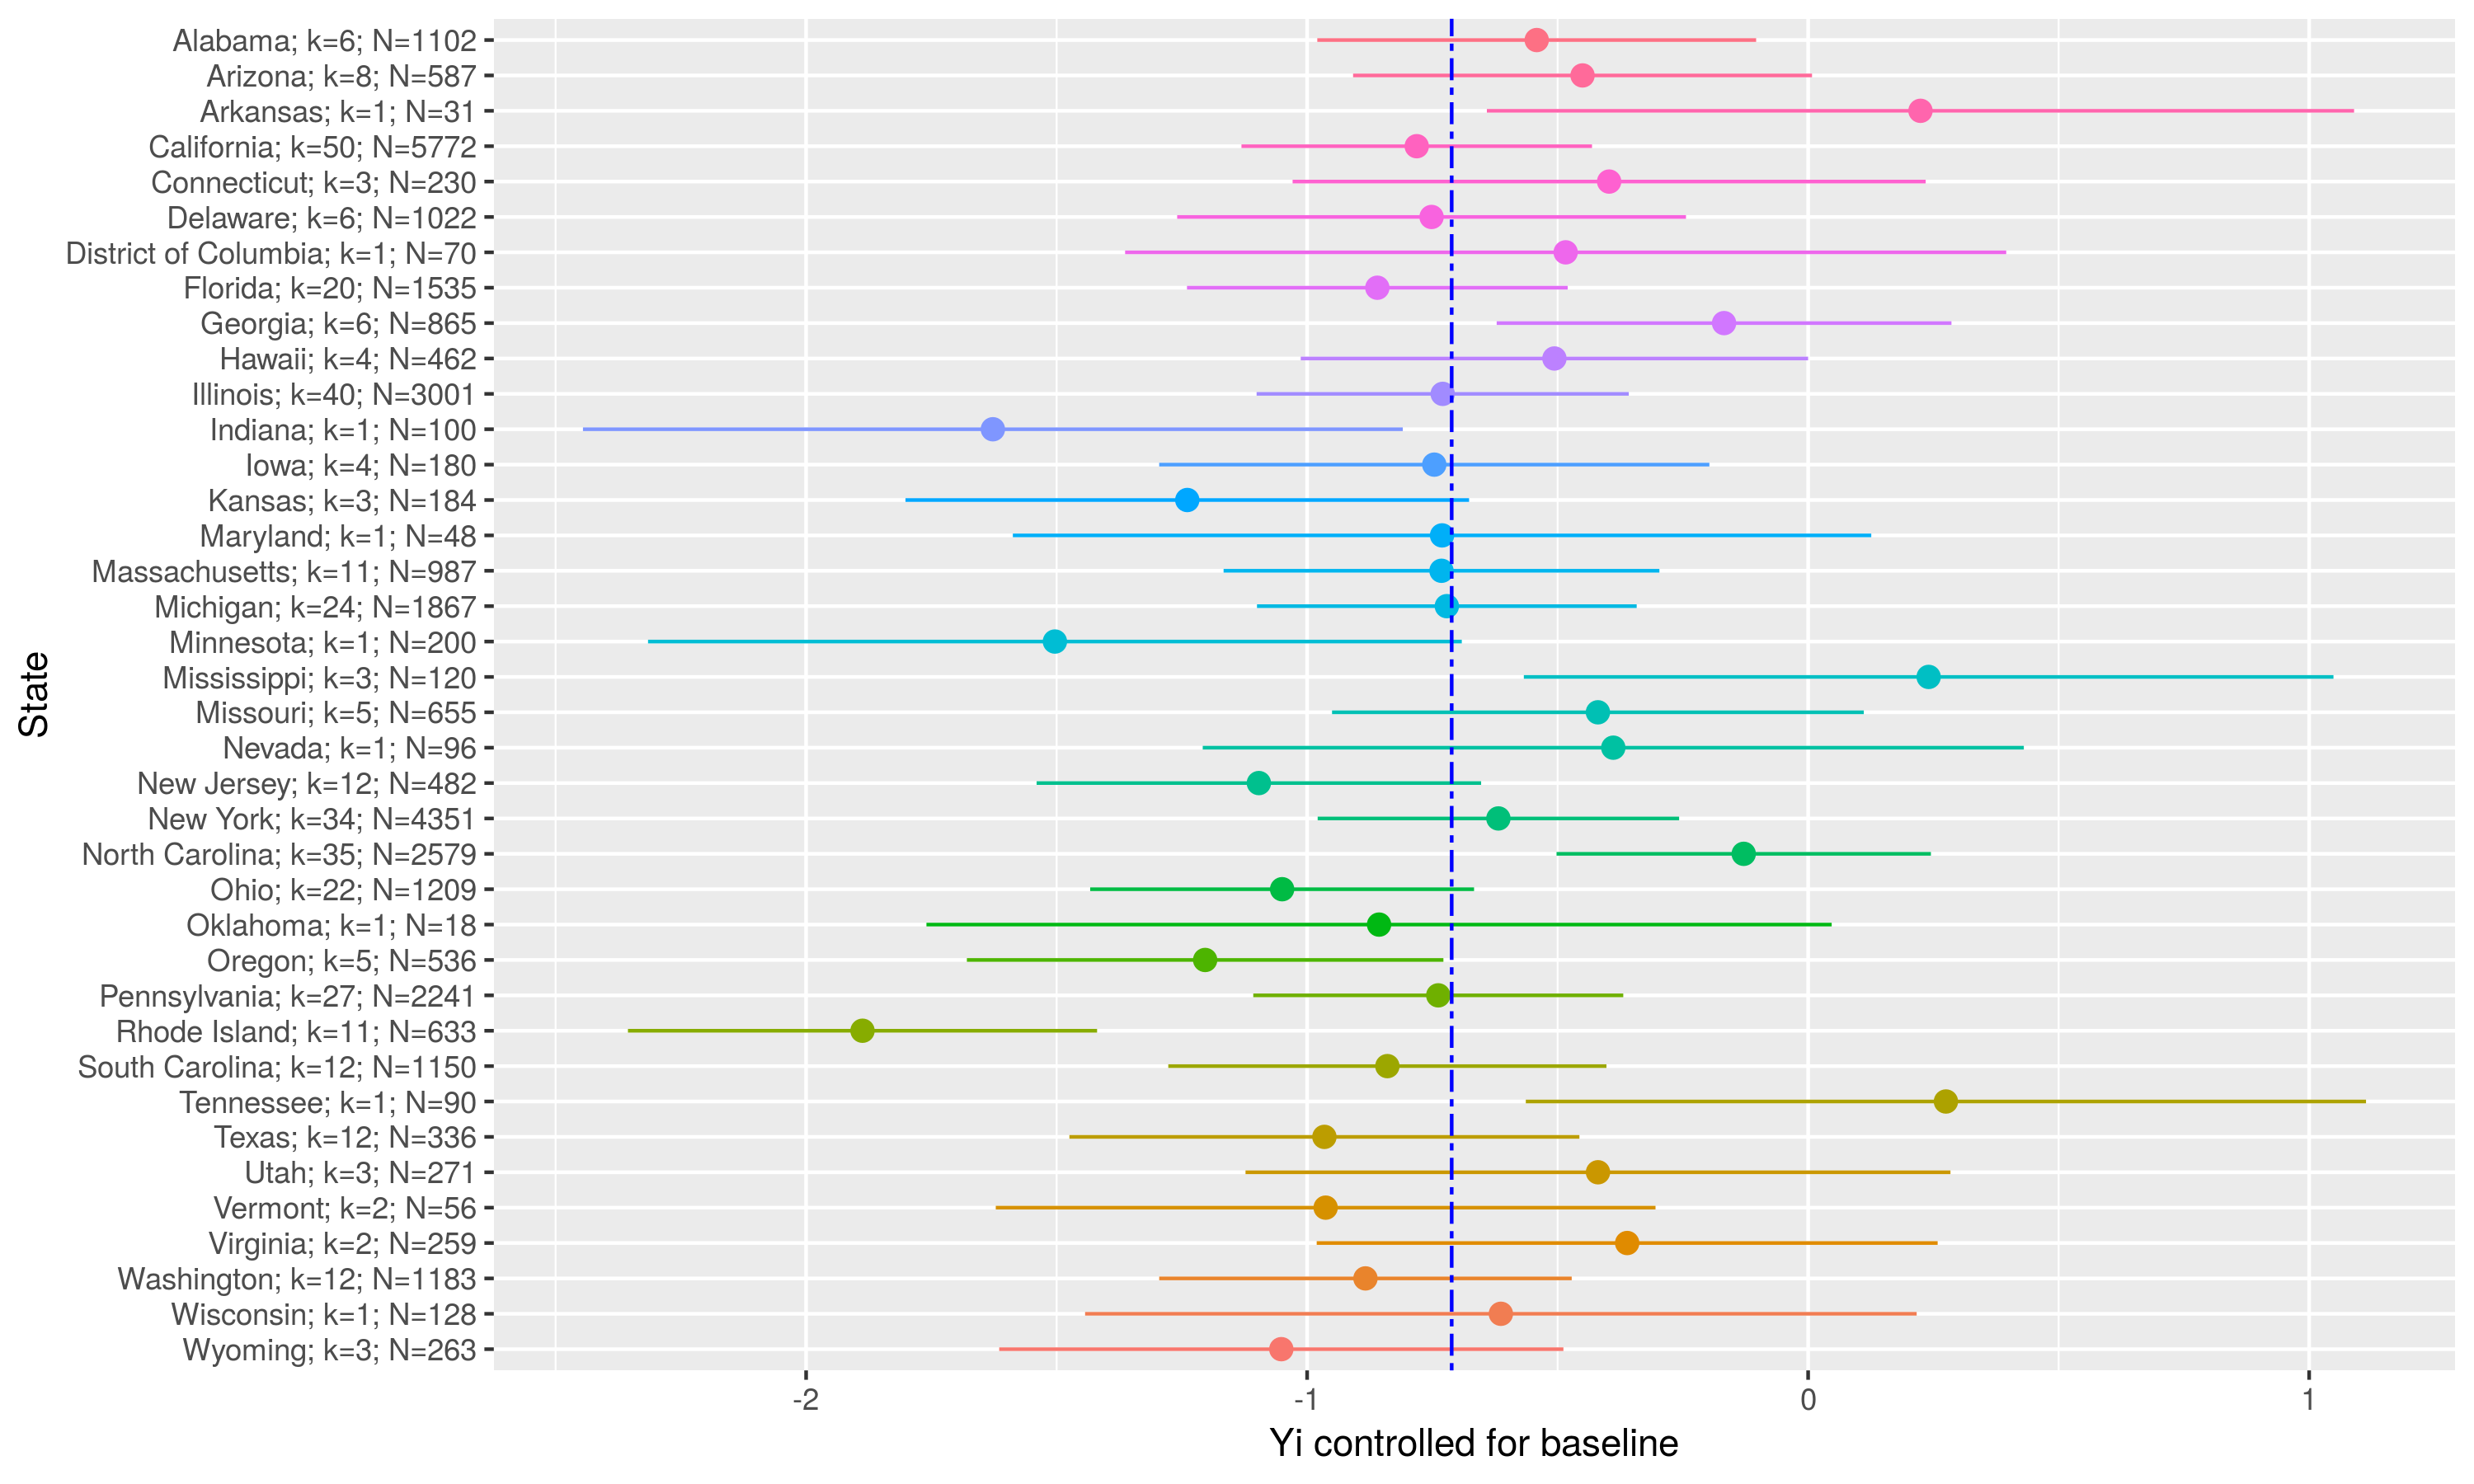 Alabama; k=6; N=1102
Arizona; k=8; N=587
Arkansas; k=1; N=31
California; k=50; N=5772
Connecticut; k=3; N=230
Delaware; k=6; N=1022
District of Columbia; k=1; N=70
Florida; k=20; N=1535
Georgia; k=6; N=865
Hawaii; k=4; N=462
Illinois; k=40; N=3001
Indiana; k=1; N=100
Iowa; k=4; N=180
Kansas; k=3; N=184
Maryland; k=1; N=48
Massachusetts; k=11; N=987
Michigan; k=24; N=1867
Minnesota; k=1; N=200
Mississippi; k=3; N=120
Missouri; k=5; N=655
Nevada; k=1; N=96
New Jersey; k=12; N=482
New York; k=34; N=4351
North Carolina; k=35; N=2579
Ohio; k=22; N=1209
Oklahoma; k=1; N=18
Oregon; k=5; N=536
Pennsylvania; k=27; N=2241
Rhode Island; k=11; N=633
South Carolina; k=12; N=1150
Tennessee; k=1; N=90
Texas; k=12; N=336
Utah; k=3; N=271
Vermont; k=2; N=56
Virginia; k=2; N=259
Washington; k=12; N=1183
Wisconsin; k=1; N=128
Wyoming; k=3; N=263
State
-2 -1 0 1
Yi controlled for baseline